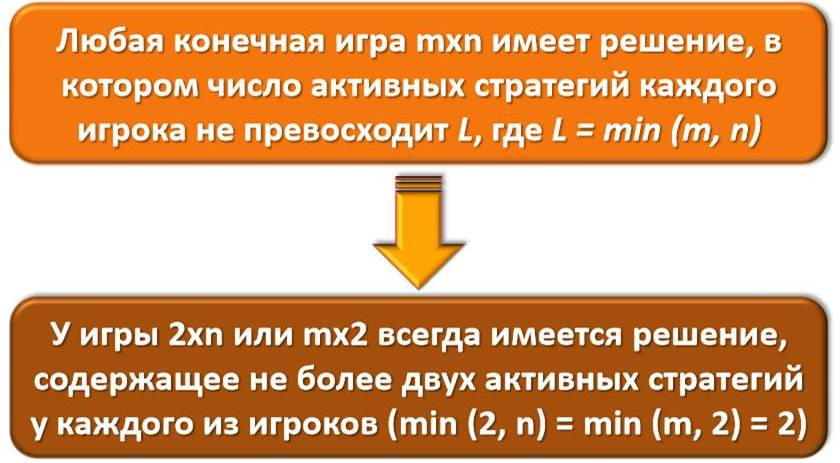 Любая конечная игра mxn имеет решение, в
котором число активных стратегий каждого
игрока не превосходит L, где L = min (m, n)
У игры 2xn или mx2 всегда имеется решение,
содержащее не более двух активных стратегий
у каждого из игроков (min (2, n) = min (m, 2) = 2)